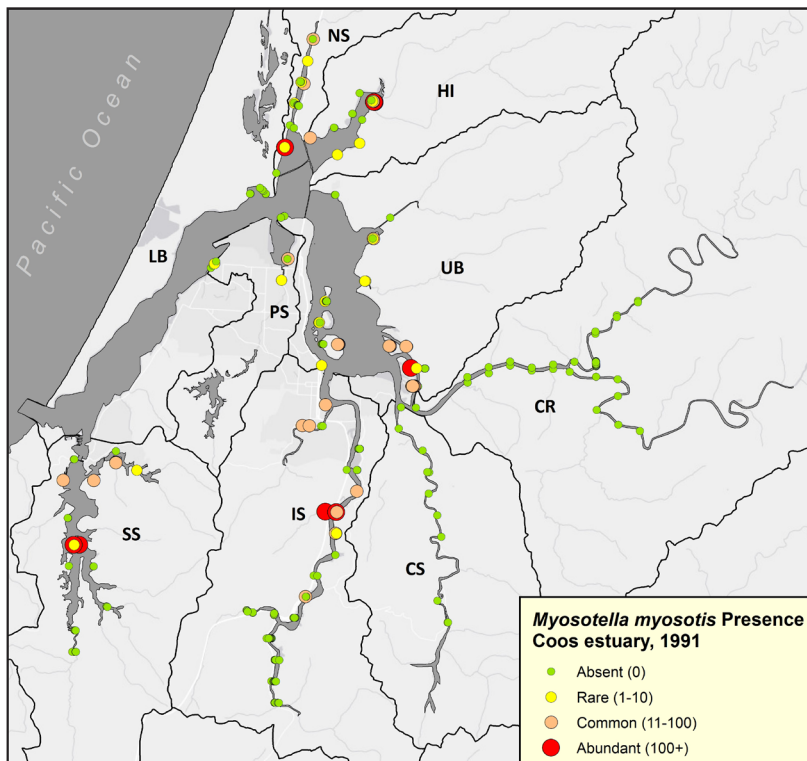 NS
Pacific Ocean
HI
LB
UB
PS
CR
SS
IS
CS
Myosotella myosotis Presence
Coos estuary, 1991
Absent (0)
Rare (1-10)
Common (11-100)
Abundant (100+)